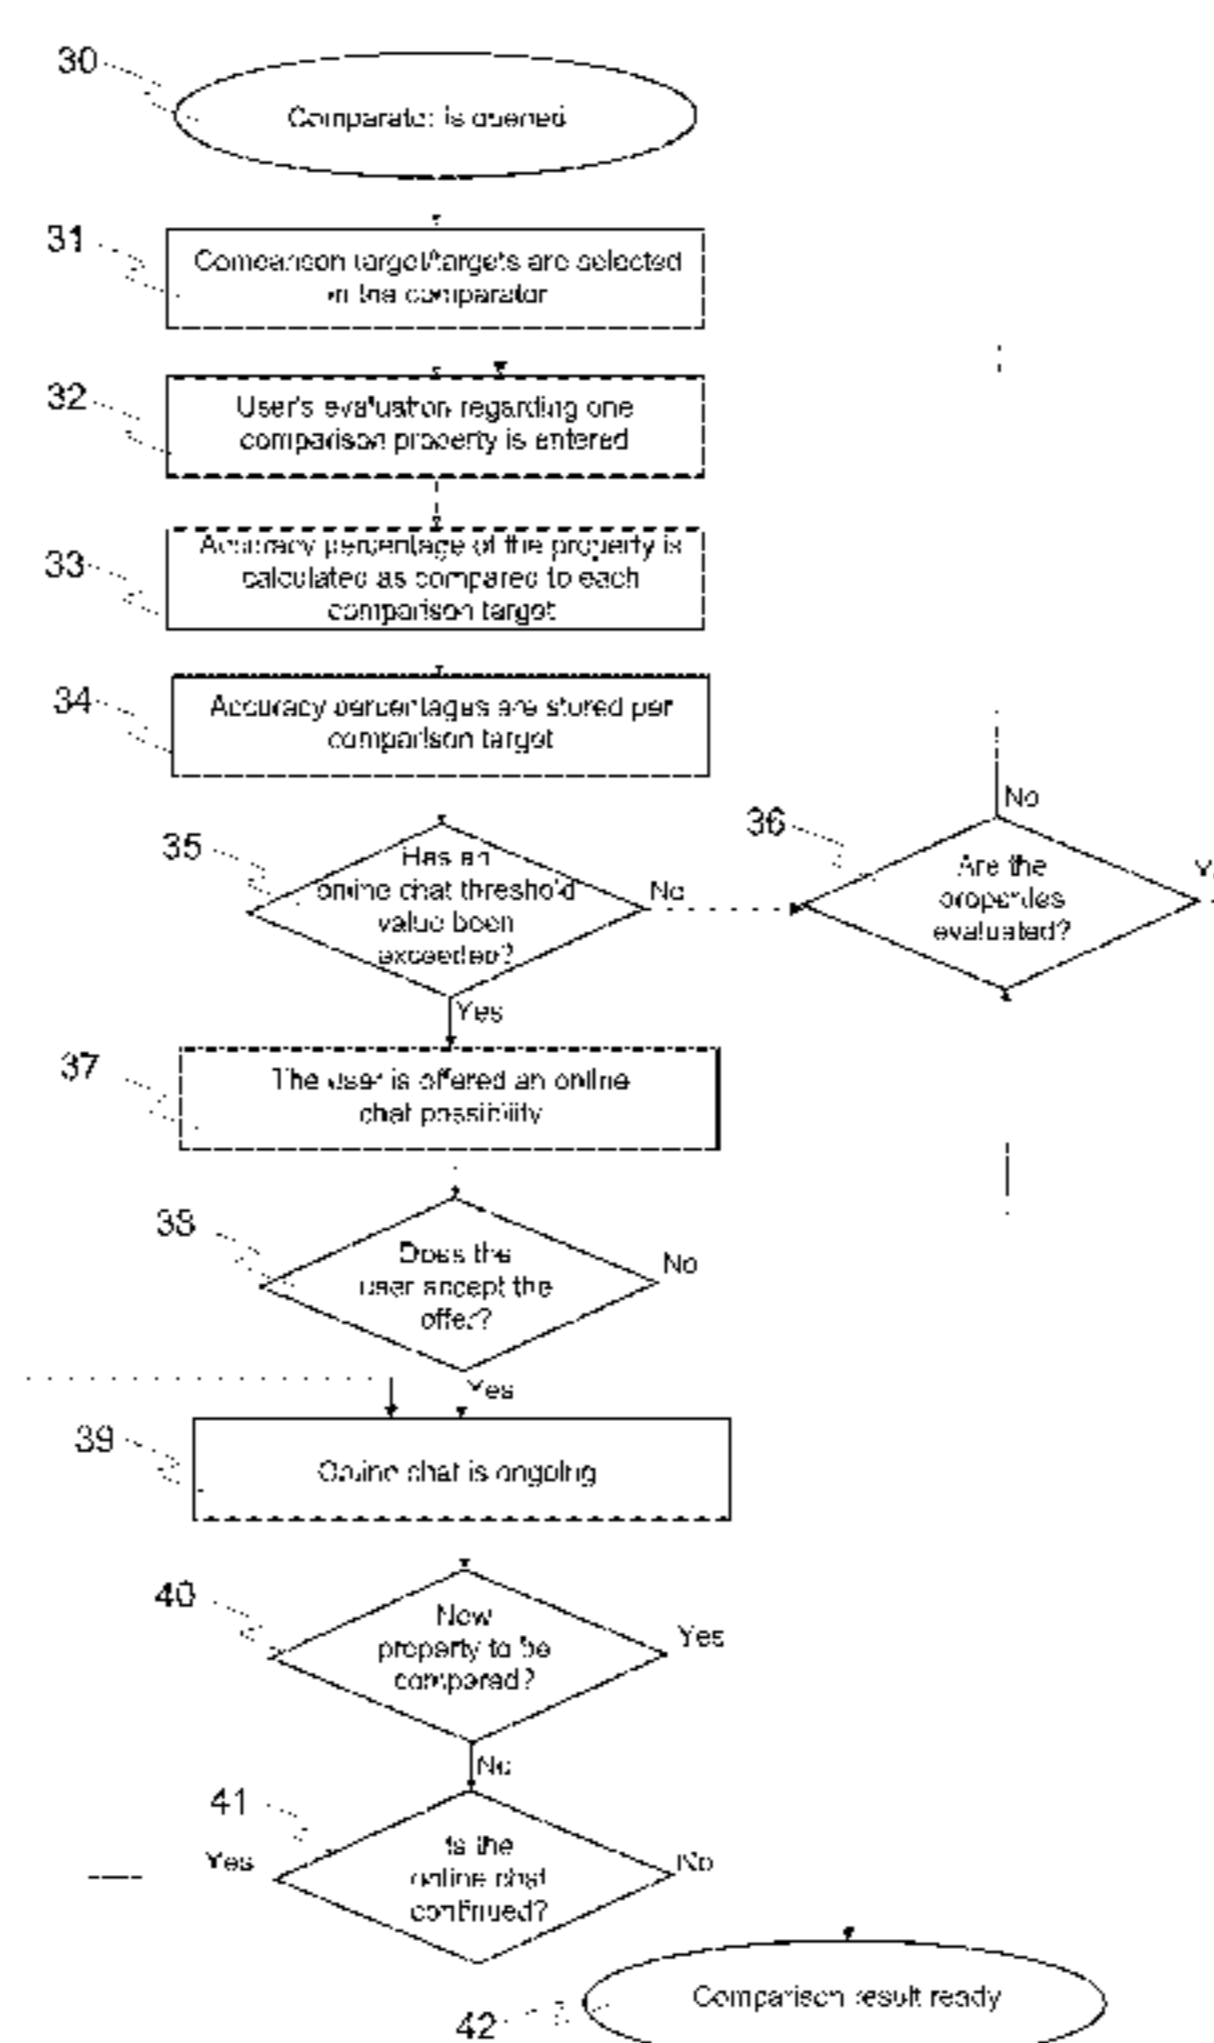 30
Comparator is queried
31
Comparison target/targets are selected
in the comparator
32
User's evaluation regarding one
comparison property is entered
33
Accuracy percentage of the property is
calculated as compared to each
comparison target
34
Accuracy percentages are stored per
comparison target
35
Has an
online chat threshold
value been
exceeded?
No
36
No
Are the
properties
evaluated?
Yes
37
The user is offered an online
chat possibility
38
Does the
user accept the
offer?
No
Yes
39
Online chat is ongoing
40
New
property to be
compared?
Yes
No
41
Yes
Is the
online chat
continued?
No
Comparison result ready
42